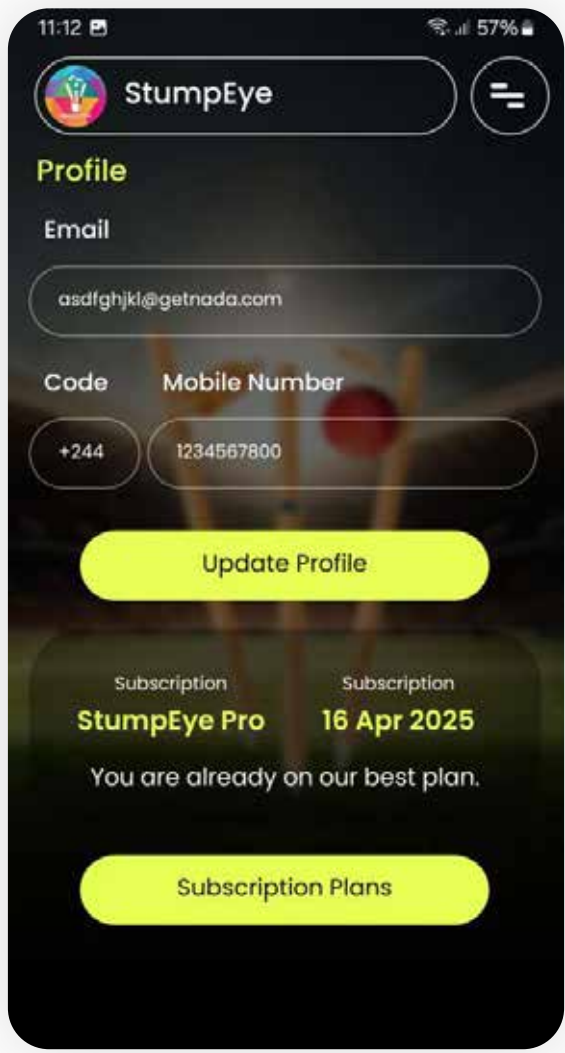 11:12 57%
StumpEye
Profile
Email
asdfghjkl@getnada.com
Code Mobile Number
+244 1234567800
Update Profile
Subscription Subscription
StumpEye Pro 16 Apr 2025
You are already on our best plan.
Subscription Plans